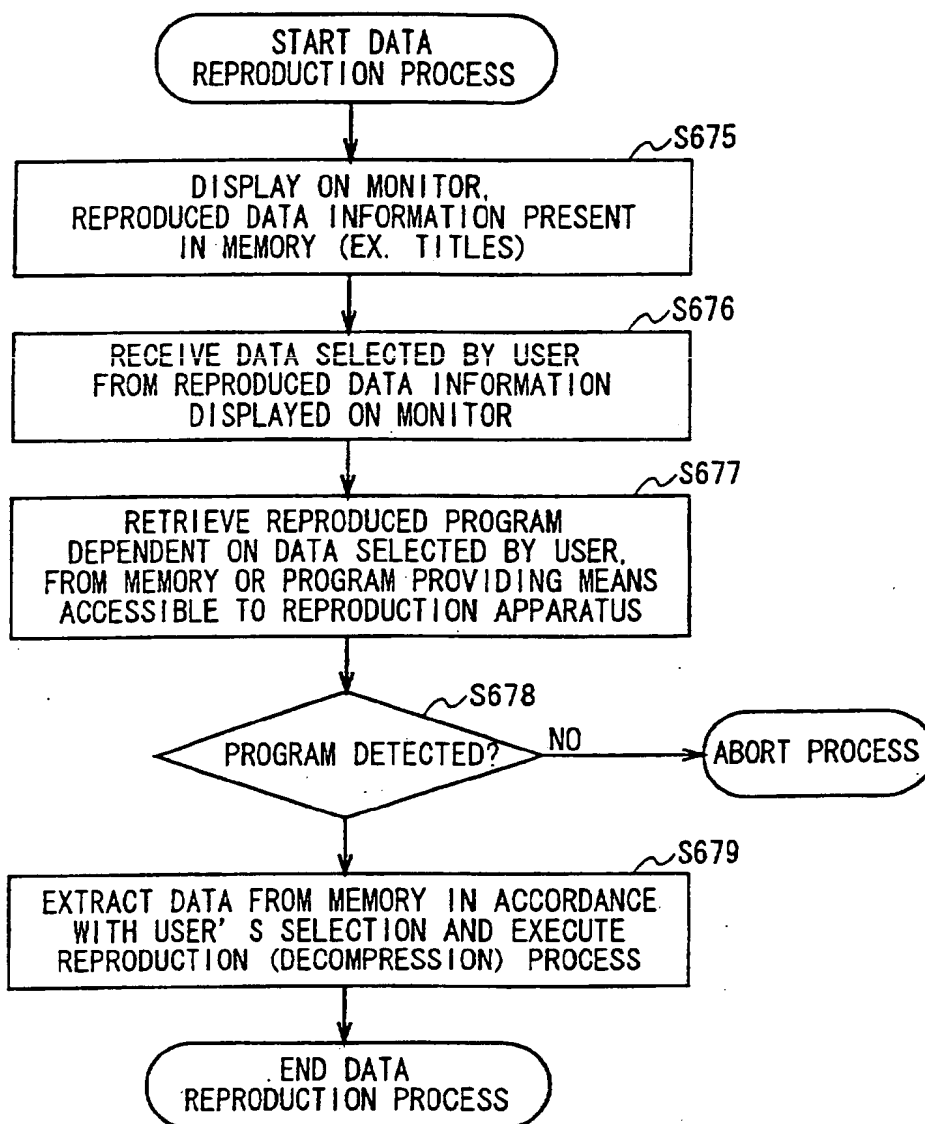 START DATA
REPRODUCTION PROCESS
S675
DISPLAY ON MONITOR,
REPRODUCED DATA INFORMATION PRESENT
IN MEMORY (EX. TITLES)
S676
RECEIVE DATA SELECTED BY USER
FROM REPRODUCED DATA INFORMATION
DISPLAYED ON MONITOR
S677
RETRIEVE REPRODUCED PROGRAM
DEPENDENT ON DATA SELECTED BY USER,
FROM MEMORY OR PROGRAM PROVIDING MEANS
ACCESSIBLE TO REPRODUCTION APPARATUS
S678
PROGRAM DETECTED?
NO
ABORT PROCESS
S679
EXTRACT DATA FROM MEMORY IN ACCORDANCE
WITH USER'S SELECTION AND EXECUTE
REPRODUCTION (DECOMPRESSION) PROCESS
END DATA
REPRODUCTION PROCESS